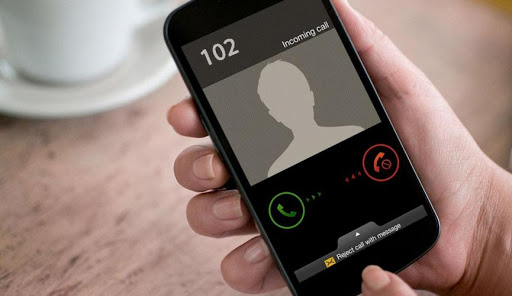 102
Incoming call
Reject call with message